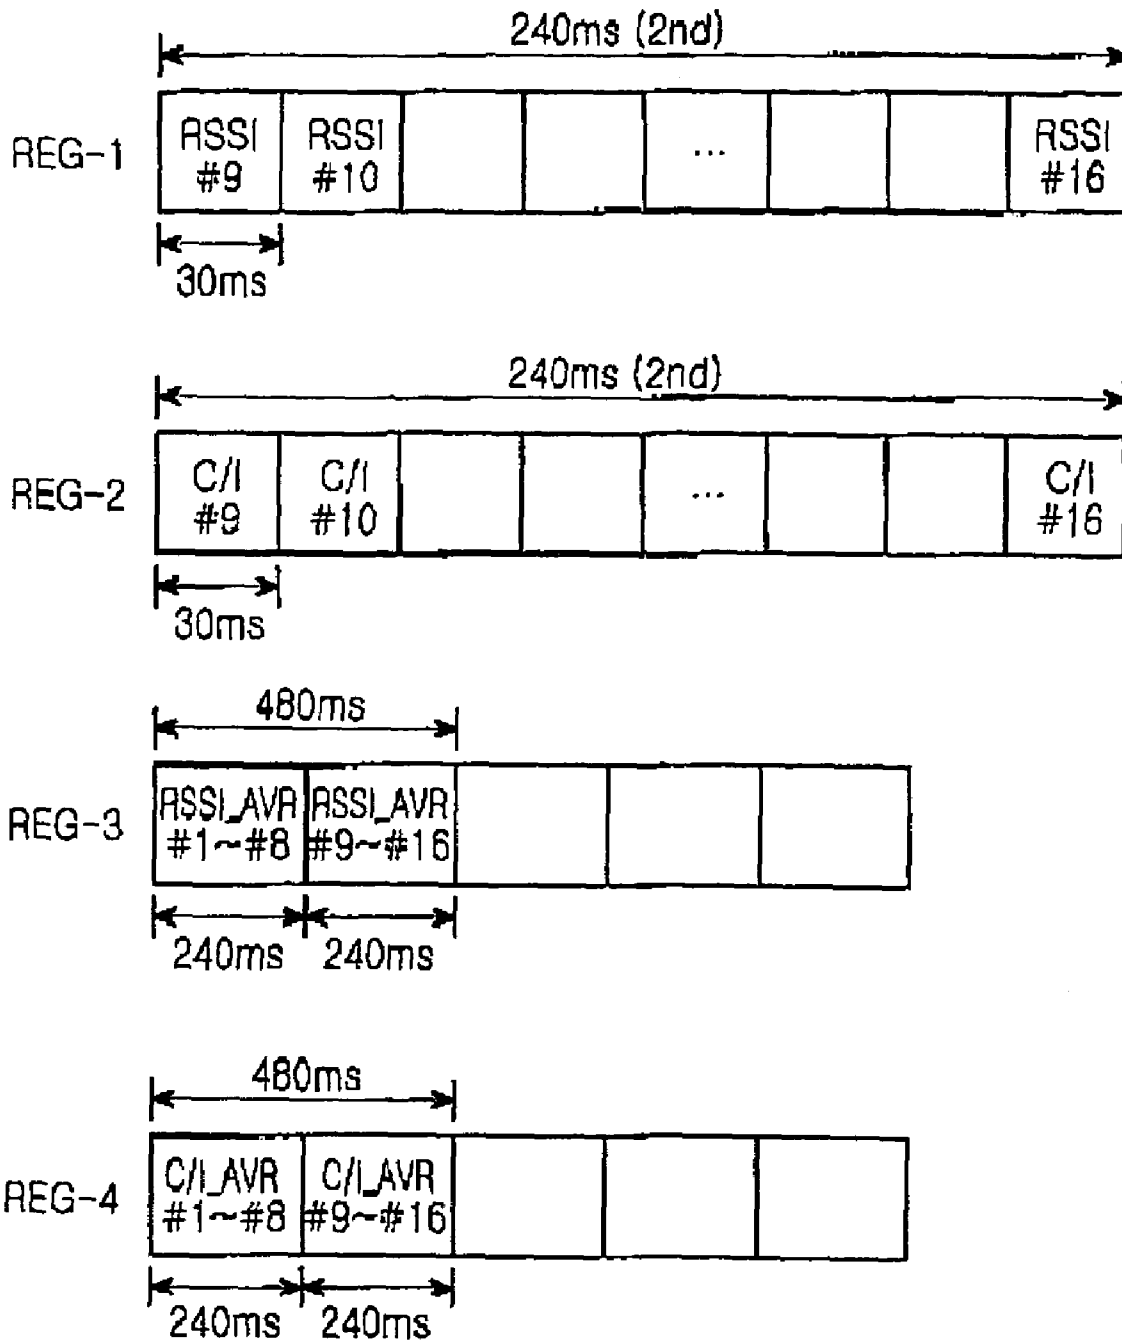 240ms (2nd)
REG-1
RSSI
#9
RSSI
#10
...
RSSI
#16
30ms
240ms (2nd)
REG-2
C/I
#9
C/I
#10
...
C/I
#16
30ms
480ms
REG-3
RSSI_AVR
#1~#8
RSSI_AVR
#9~#16
240ms
240ms
480ms
REG-4
C/I_AVR
#1~#8
C/I_AVR
#9~#16
240ms
240ms